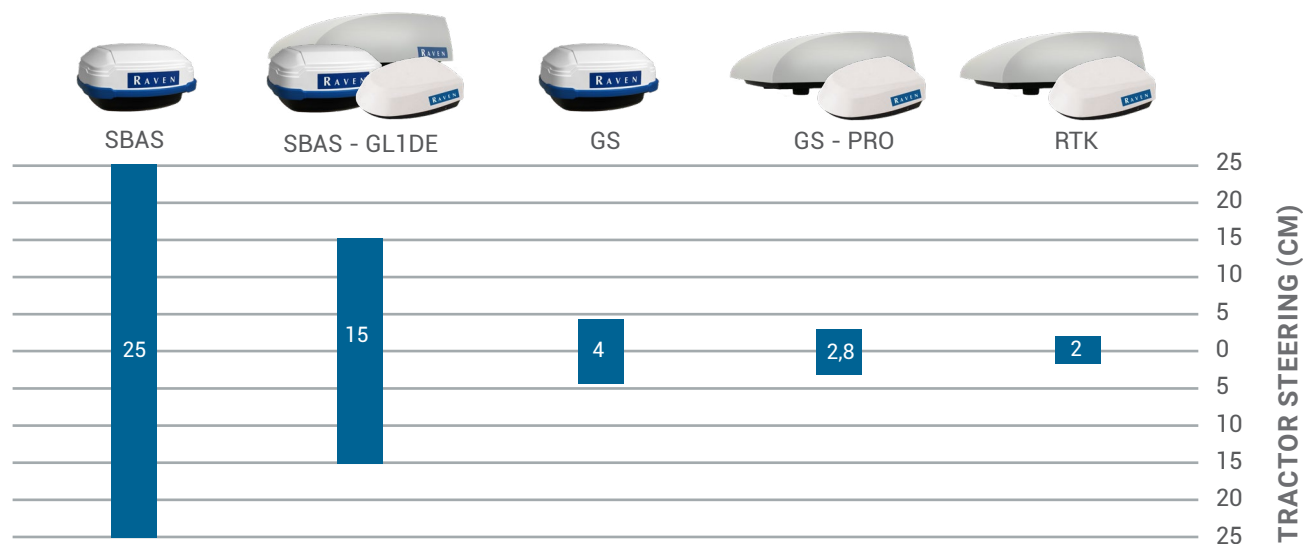 RAVEN
RAVEN
RAVEN
RAVEN
RAVEN
RAVEN
RAVEN
SBAS
SBAS - GL1DE
GS
GS - PRO
RTK
25
20
15
10
5
0
5
10
15
20
25
25
15
4
2,8
2
TRACTOR STEERING (CM)